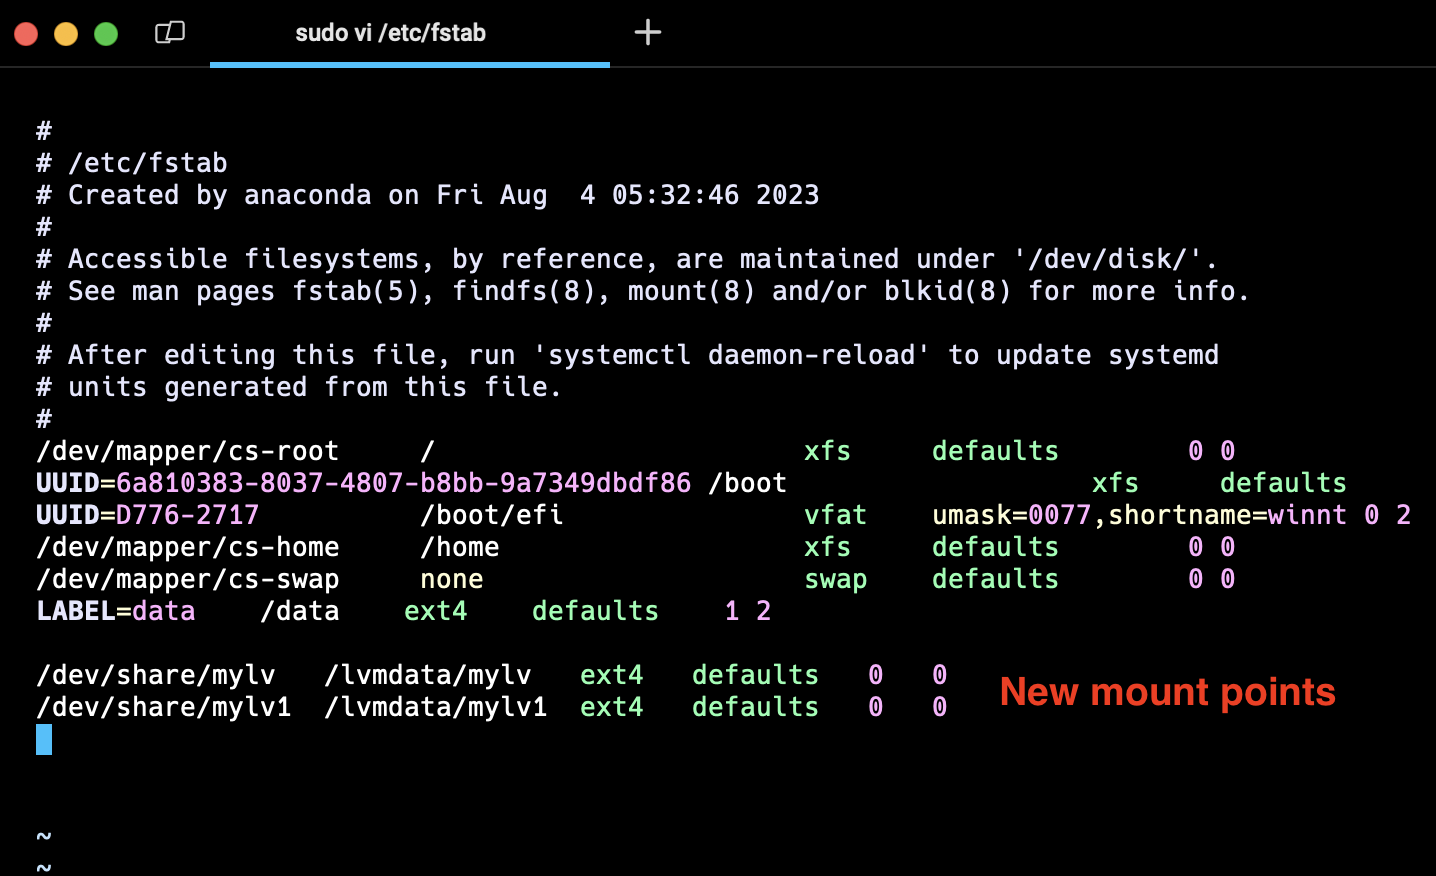 sudo vi /etc/fstab
#
# /etc/fstab
# Created by anaconda on Fri Aug  4 05:32:46 2023
#
# Accessible filesystems, by reference, are maintained under '/dev/disk/'.
# See man pages fstab(5), findfs(8), mount(8) and/or blkid(8) for more info.
#
# After editing this file, run 'systemctl daemon-reload' to update systemd
# units generated from this file.
#
/dev/mapper/cs-root     /                       xfs     defaults        0 0
UUID=6a810383-8037-4807-b8bb-9a7349dbdf86 /boot                   xfs     defaults
UUID=D776-2717          /boot/efi               vfat    umask=0077,shortname=winnt 0 2
/dev/mapper/cs-home     /home                   xfs     defaults        0 0
/dev/mapper/cs-swap     none                    swap    defaults        0 0
LABEL=data    /data    ext4    defaults    1 2
/dev/share/mylv   /lvmdata/mylv   ext4   defaults   0   0
/dev/share/mylv1  /lvmdata/mylv1  ext4   defaults   0   0
New mount points
~
~